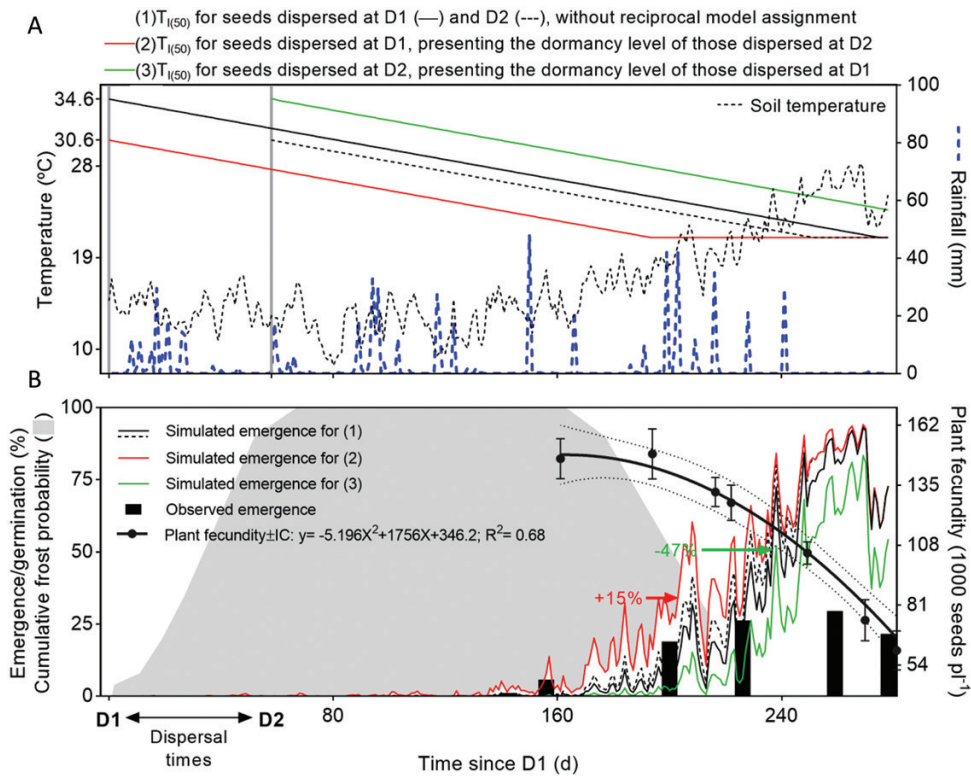 A
(1)T_I(50) for seeds dispersed at D1 (—) and D2 (---), without reciprocal model assignment
(2)T_I(50) for seeds dispersed at D1, presenting the dormancy level of those dispersed at D2
(3)T_I(50) for seeds dispersed at D2, presenting the dormancy level of those dispersed at D1
Temperature (ºC)
34.6
30.6
28
19
10
Soil temperature
100
80
60
40
20
0
Rainfall (mm)
B
Emergence/germination (%)
Cumulative frost probability ( )
100
75
50
25
0
Simulated emergence for (1)
Simulated emergence for (2)
Simulated emergence for (3)
Observed emergence
Plant fecundity±IC: y= -5.196X²+1756X+346.2; R²= 0.68
-47%
+15%
162
135
108
81
54
Plant fecundity (1000 seeds pl⁻¹)
D1
D2
80
160
240
Dispersal
times
Time since D1 (d)